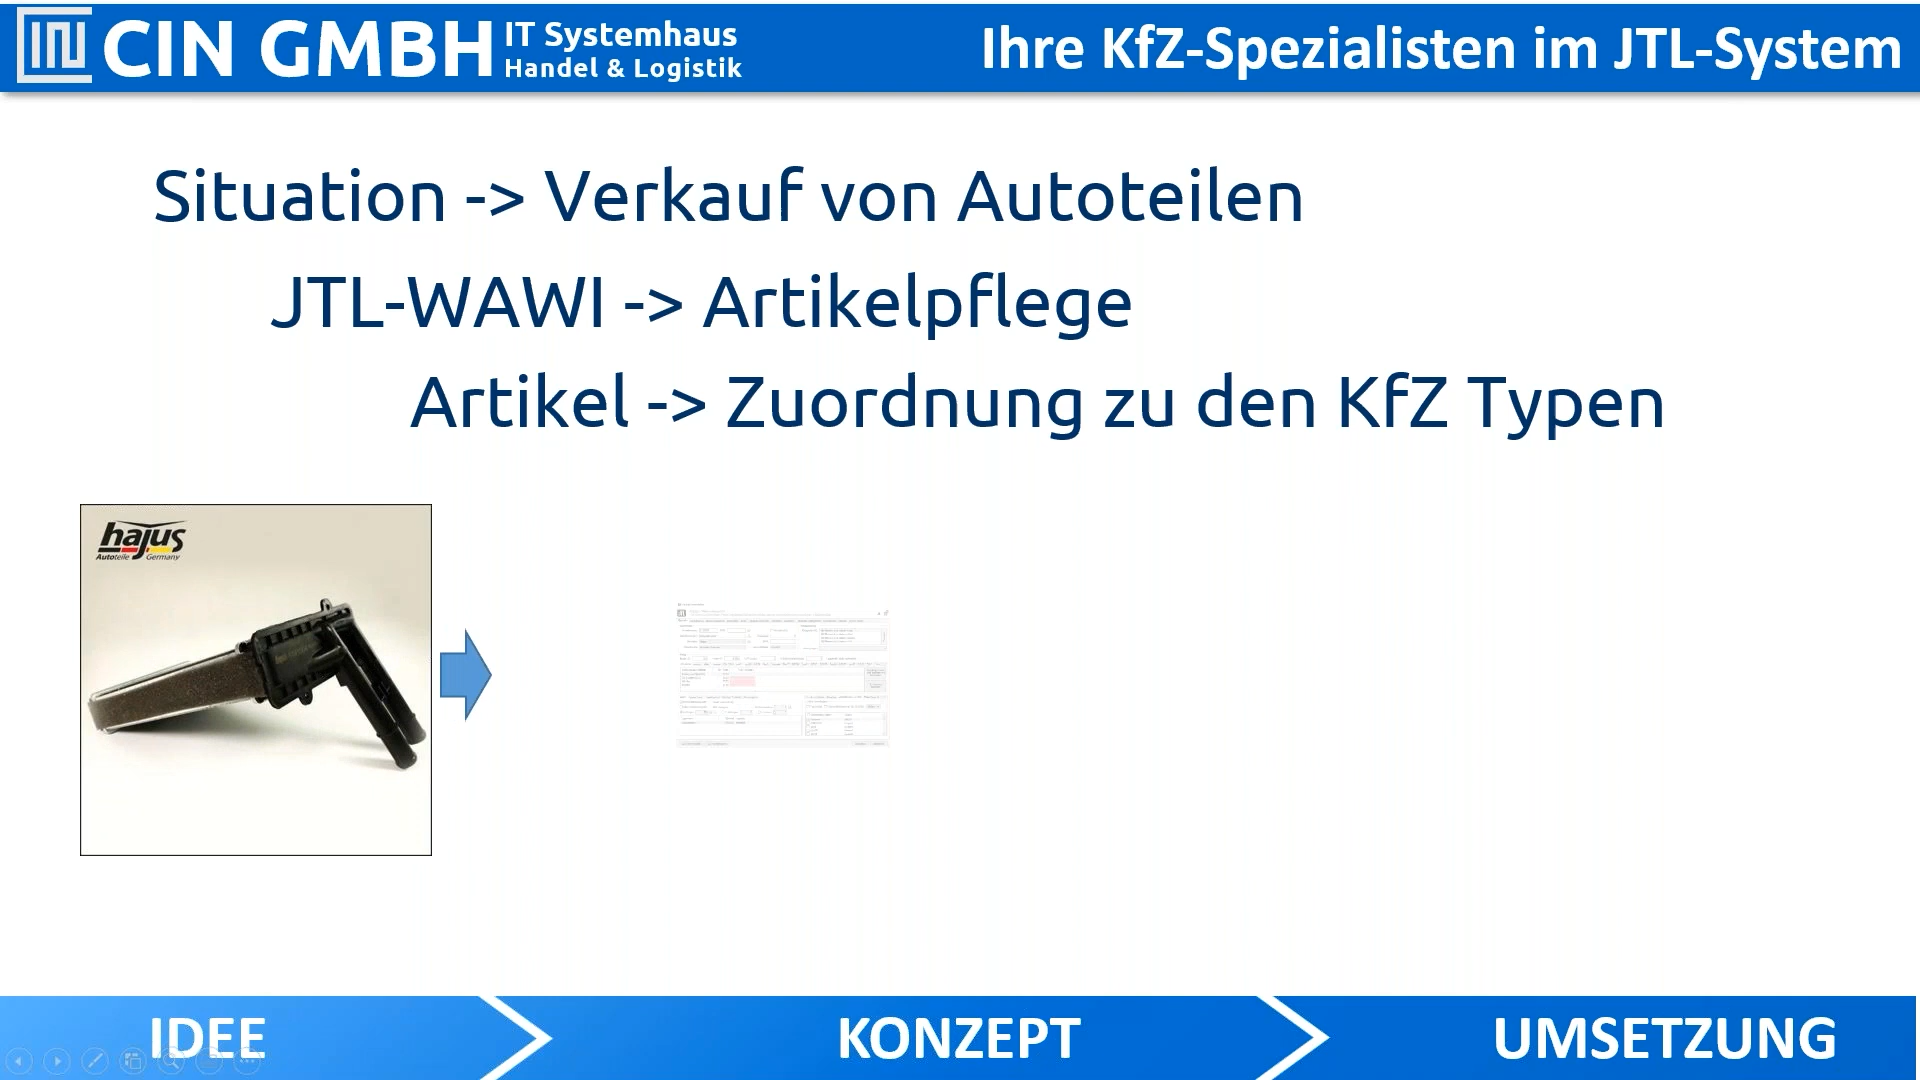 CIN GMBH
IT Systemhaus
Handel & Logistik
Ihre KfZ-Spezialisten im JTL-System
Situation -> Verkauf von Autoteilen
JTL-WAWI -> Artikelpflege
Artikel -> Zuordnung zu den KfZ Typen
hajus
Autoteile Germany
IDEE
KONZEPT
UMSETZUNG